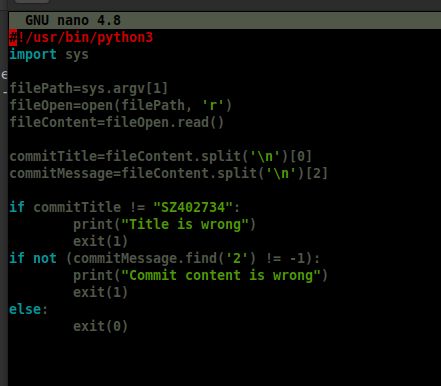 GNU nano 4.8
#!/usr/bin/python3
import sys
filePath=sys.argv[1]
fileOpen=open(filePath, 'r')
fileContent=fileOpen.read()
commitTitle=fileContent.split('\n')[0]
commitMessage=fileContent.split('\n')[2]
if commitTitle != "SZ402734":
        print("Title is wrong")
        exit(1)
if not (commitMessage.find('2') != -1):
        print("Commit content is wrong")
        exit(1)
else:
        exit(0)